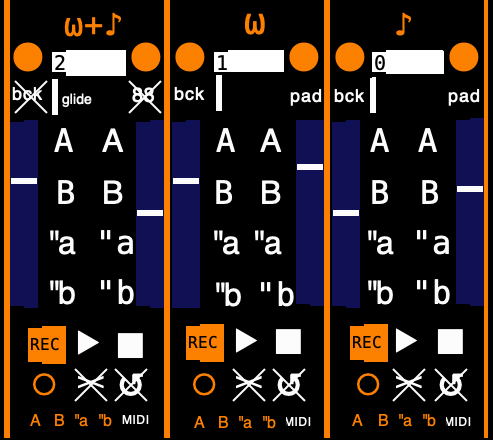 ω+♪ ω ♪
2 1 0
bck glide 88 bck pad bck pad
A A A A A A
B B B B B B
"a "a "a "a "a "a
"b "b "b "b "b "b
REC REC REC
A B "a "b MIDI A B "a "b MIDI A B "a "b MIDI